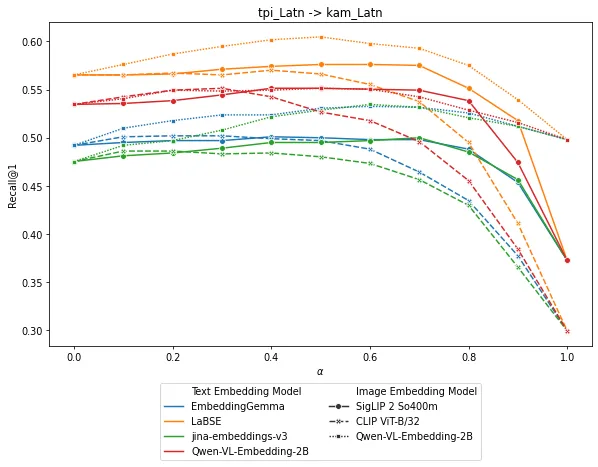 tpi_Latn -> kam_Latn
0.60
0.55
0.50
0.45
0.40
0.35
0.30
Recall@1
0.0 0.2 0.4 0.6 0.8 1.0
α
Text Embedding Model
EmbeddingGemma
LaBSE
jina-embeddings-v3
Qwen-VL-Embedding-2B
Image Embedding Model
SigLIP 2 So400m
CLIP ViT-B/32
Qwen-VL-Embedding-2B